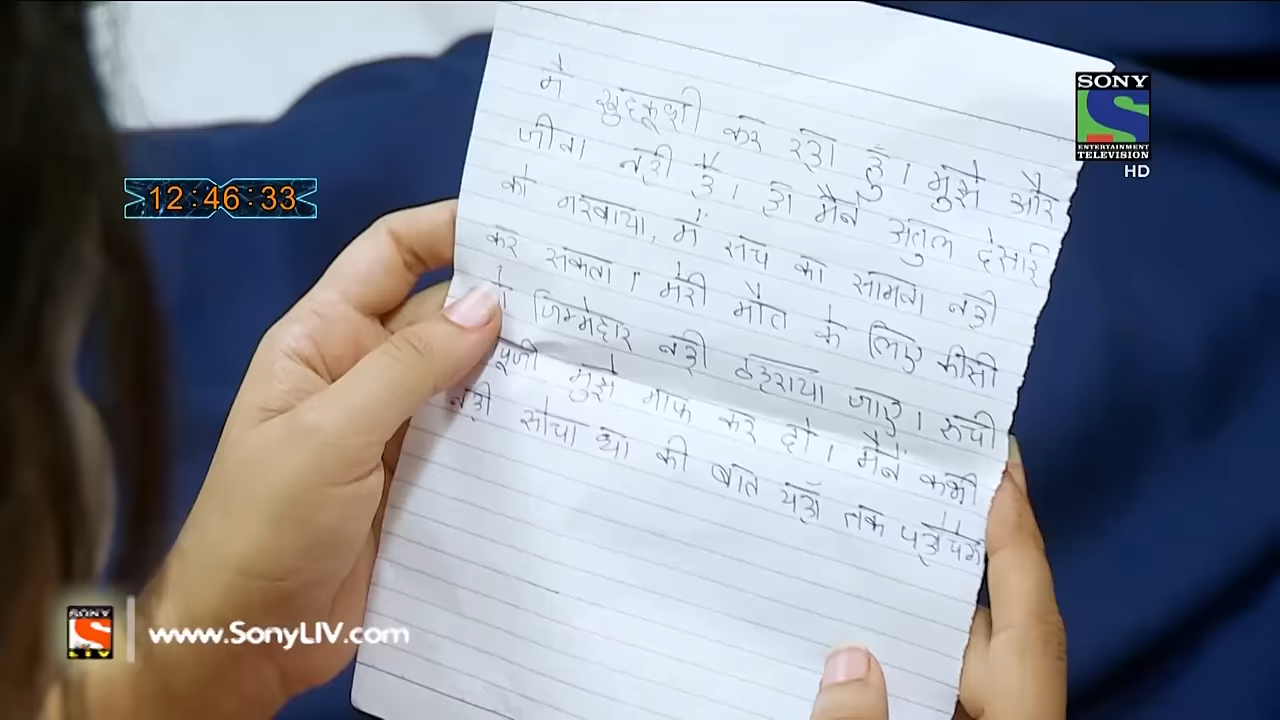 SONY
ENTERTAINMENT
TELEVISION
HD
12:46:33
मै खुदकूशी कर रहा हुँ। मुझे और
जीना नही है। हा मैने अतुल देसाई
को मरवाया, मैं सच का सामना नही
कर सकता। मेरी मौत के लिए कीसी
को जिम्मेदार नही ठहराया जाए। रुची
पूजी मुझे माफ कर दो। मैनें कभी
नही सोचा था की बात यहाँ तक पहोचेगी
SONY
LIV
www.SonyLIV.com